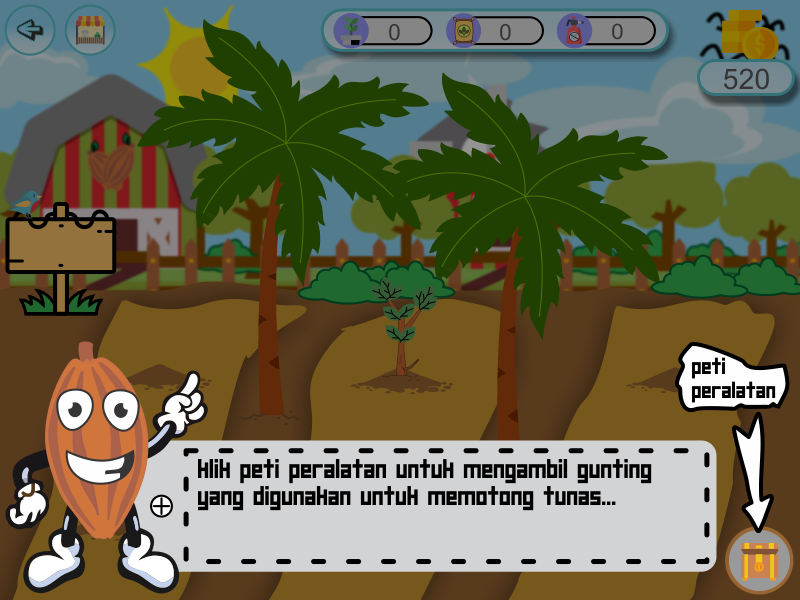 0
0
0
520
peti
peralatan
klik peti peralatan untuk mengambil gunting
yang digunakan untuk memotong tunas...